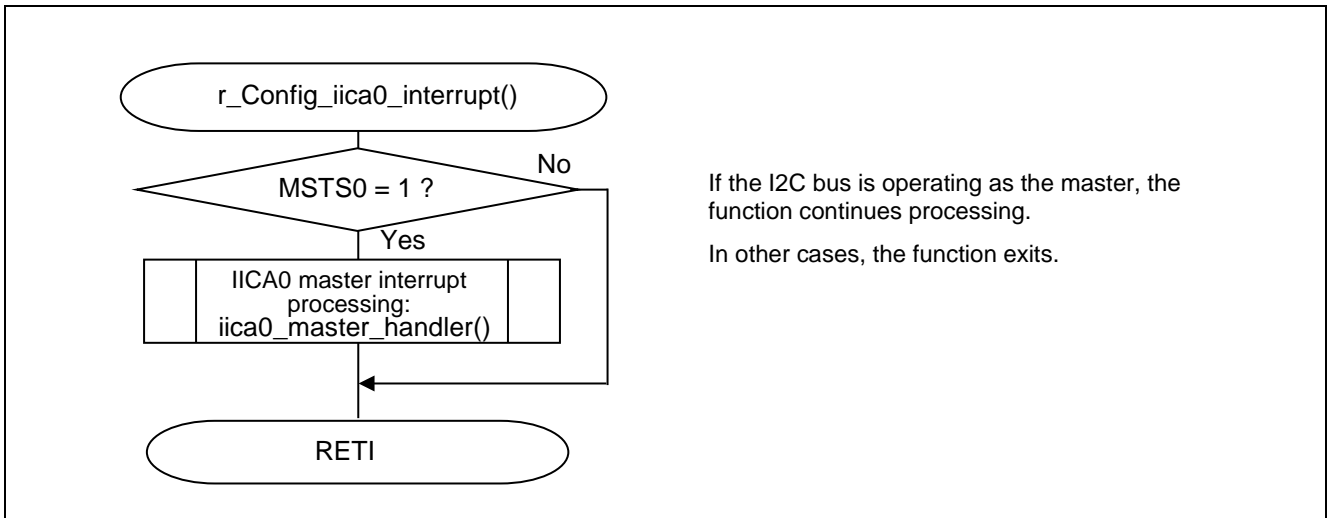 r_Config_iica0_interrupt()
No
MSTS0 = 1 ?
Yes
IICA0 master interrupt
processing:
iica0_master_handler()
RETI
If the I2C bus is operating as the master, the
function continues processing.
In other cases, the function exits.